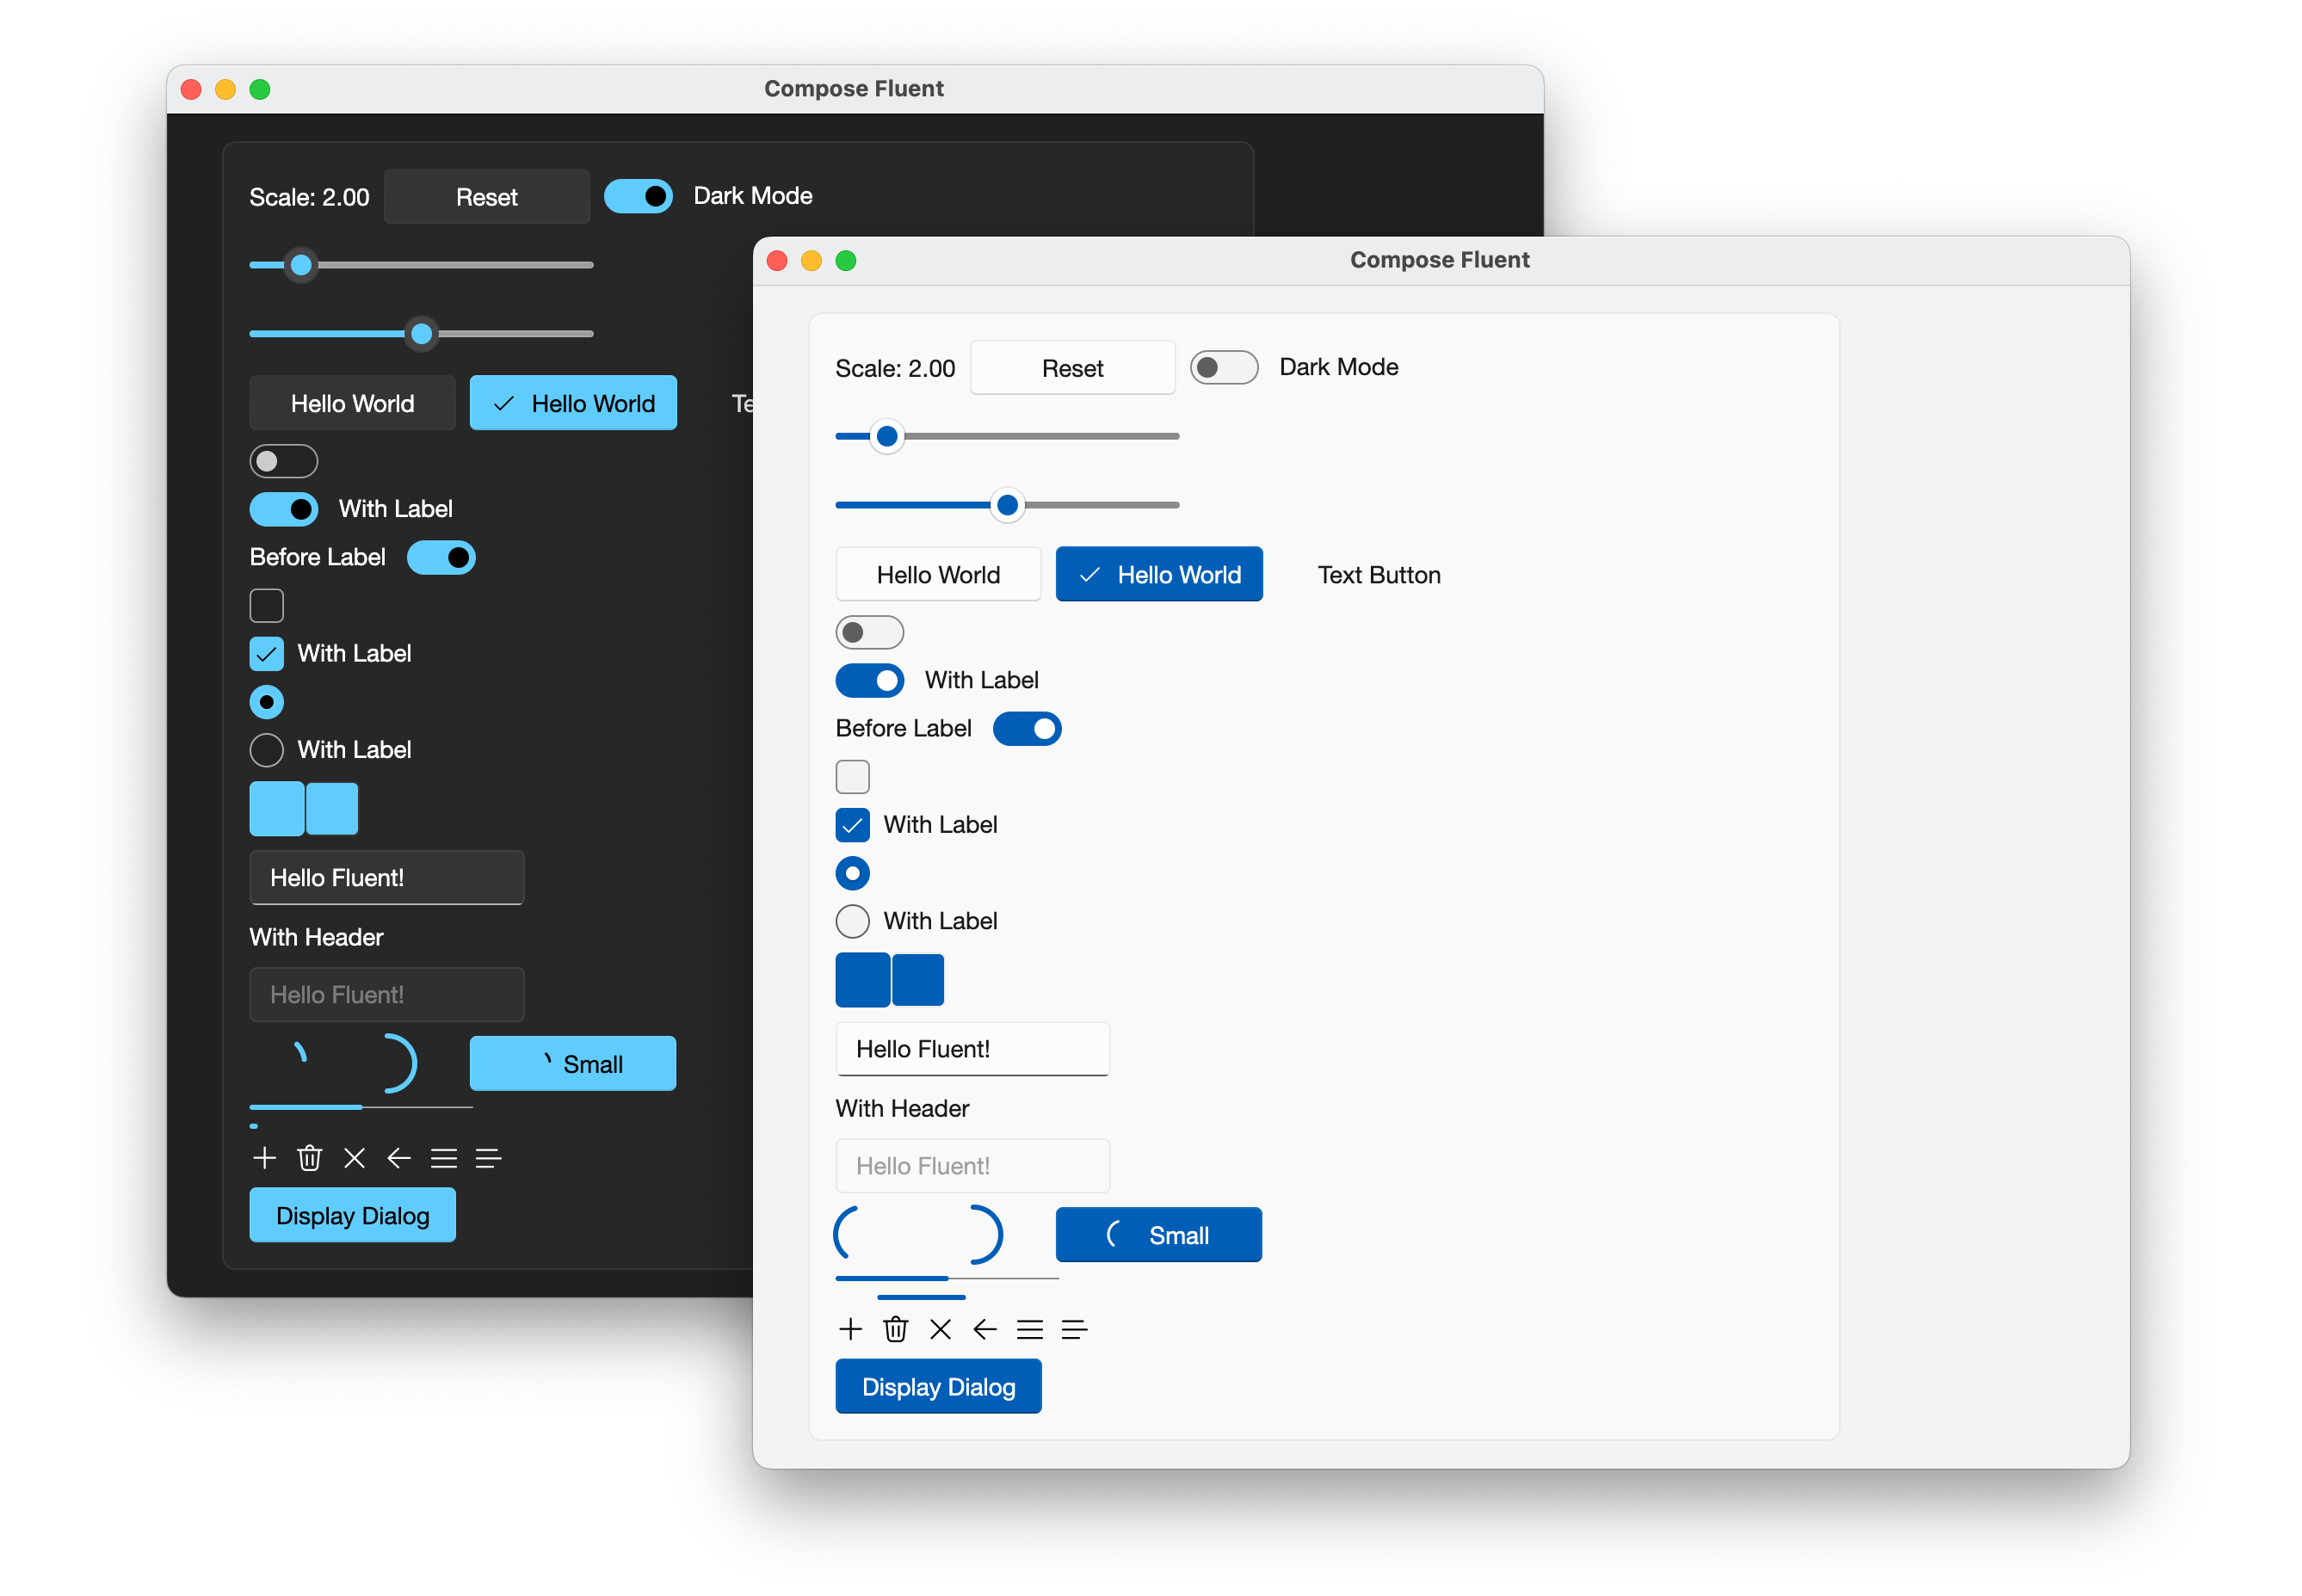 Compose Fluent
Scale: 2.00 Reset Dark Mode
Hello World Hello World Te
With Label
Before Label
With Label
With Label
Hello Fluent!
With Header
Hello Fluent!
Small
Display Dialog
Compose Fluent
Scale: 2.00 Reset Dark Mode
Hello World Hello World Text Button
With Label
Before Label
With Label
With Label
Hello Fluent!
With Header
Hello Fluent!
Small
Display Dialog